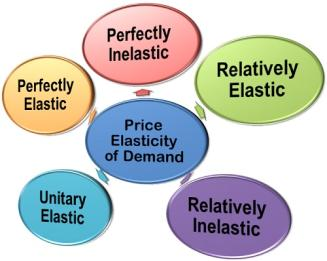 Perfectly
Inelastic
Relatively
Elastic
Perfectly
Elastic
Price
Elasticity
of Demand
Unitary
Elastic
Relatively
Inelastic